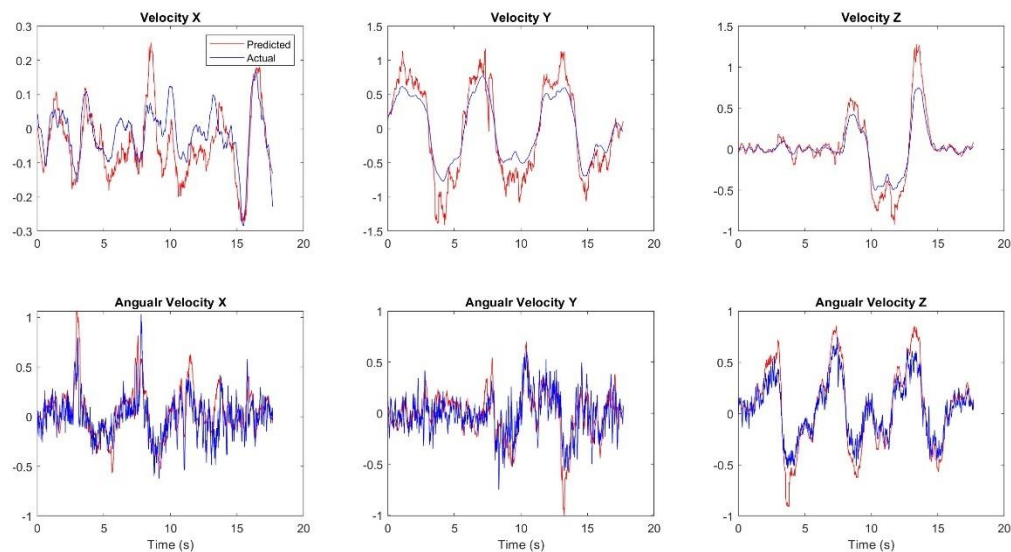 Velocity X
0.3
0.2
0.1
0
-0.1
-0.2
-0.3
0 5 10 15 20
Predicted
Actual
Velocity Y
1.5
1
0.5
0
-0.5
-1
-1.5
0 5 10 15 20
Velocity Z
1.5
1
0.5
0
-0.5
-1
0 5 10 15 20
Angualr Velocity X
1
0.5
0
-0.5
-1
0 5 10 15 20
Time (s)
Angualr Velocity Y
1
0.5
0
-0.5
-1
0 5 10 15 20
Time (s)
Angualr Velocity Z
1
0.5
0
-0.5
-1
0 5 10 15 20
Time (s)